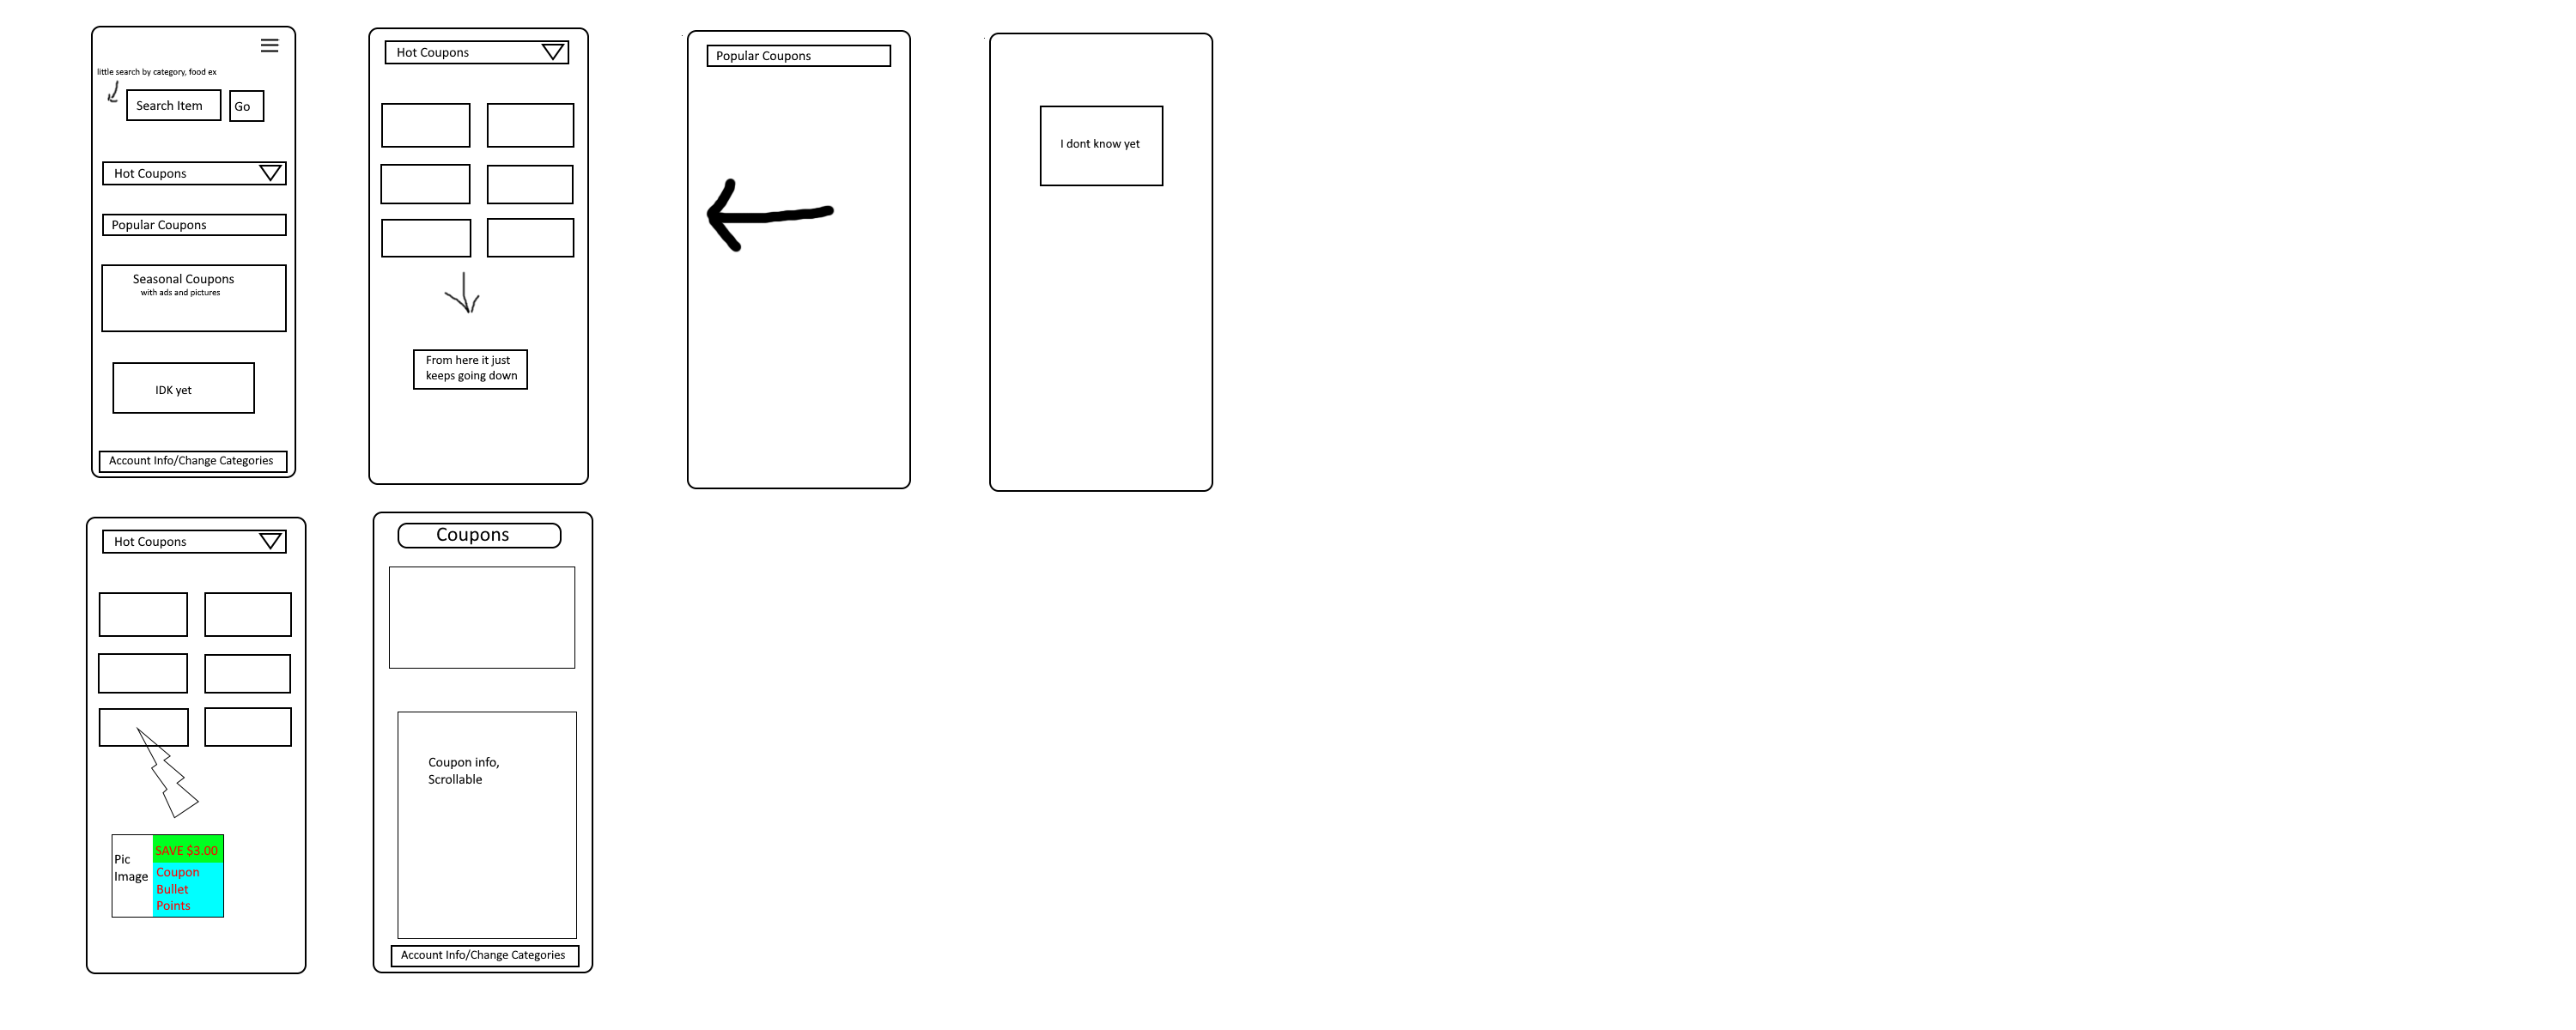 little search by category, food ex
Search Item
Go
Hot Coupons
Popular Coupons
Seasonal Coupons
with ads and pictures
IDK yet
Account Info/Change Categories
Hot Coupons
From here it just
keeps going down
Popular Coupons
I dont know yet
Hot Coupons
Pic
Image
SAVE $3.00
Coupon
Bullet
Points
Coupons
Coupon info,
Scrollable
Account Info/Change Categories